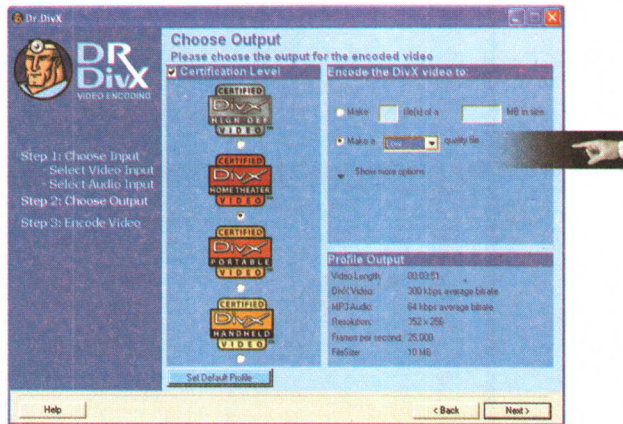 Dr.DivX
DR
DivX
VIDEO ENCODING
Step 1: Choose Input
- Select Video Input
- Select Audio Input
Step 2: Choose Output
Step 3: Encode Video
Choose Output
Please choose the output for the encoded video
Certification Level
CERTIFIED
DivX
HIGH DEF
VIDEO™
CERTIFIED
DivX
HOME THEATER
VIDEO™
CERTIFIED
DivX
PORTABLE
VIDEO™
CERTIFIED
DivX
HANDHELD
VIDEO™
Set Default Profile
Encode the DivX video to:
Make file(s) of a MB in size
Make a Low quality file
Show more options
Profile Output
Video Length: 00:03:51
DivX Video: 300 kbps average bitrate
MP3 Audio: 64 kbps average bitrate
Resolution: 352 x 266
Frames per second: 25.000
FileSize: 10 MB
Help
< Back
Next >